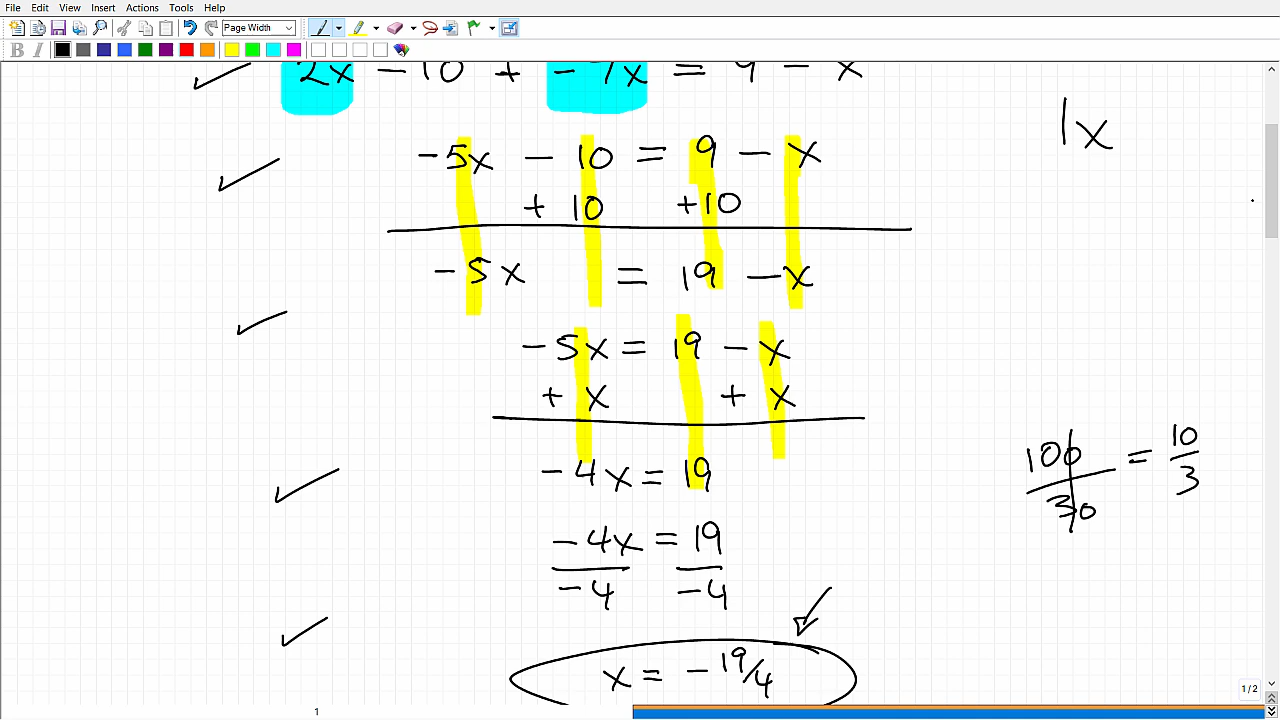 File Edit View Insert Actions Tools Help
Page Width
B I
2x - 10 + -7x = 9 - x
1x
-5x - 10 = 9 - x
+ 10 +10
-5x = 19 - x
-5x = 19 - x
+ x + x
100/30 = 10/3
-4x = 19
-4x = 19
-4 -4
x = - 19/4
1/2
1